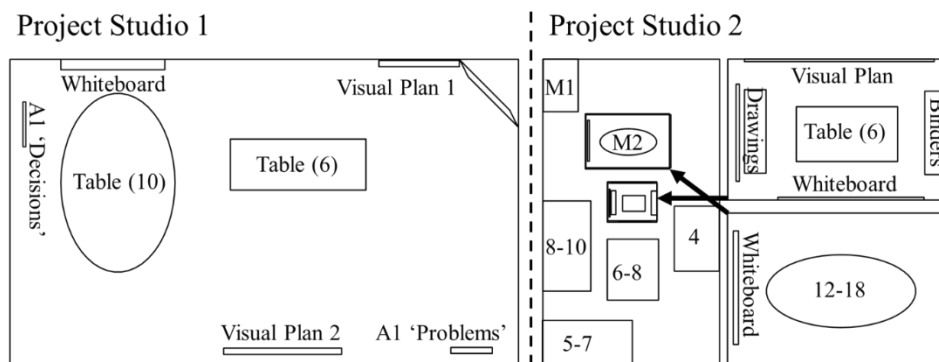 Project Studio 1
Project Studio 2
Whiteboard
Visual Plan 1
A1 ‘Decisions’
Table (10)
Table (6)
Visual Plan 2
A1 ‘Problems’
M1
M2
8-10
6-8
4
5-7
Visual Plan
Drawings
Table (6)
Binders
Whiteboard
Whiteboard
12-18